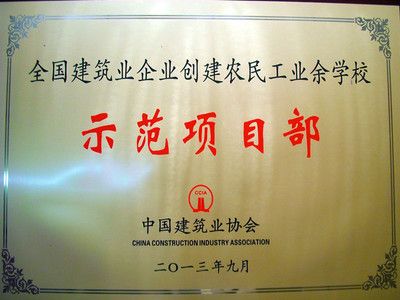 全国建筑业企业创建农民工业余学校
示范项目部
CCIA
中国建筑业协会
CHINA CONSTRUCTION INDUSTRY ASSOCIATION
二〇一三年九月